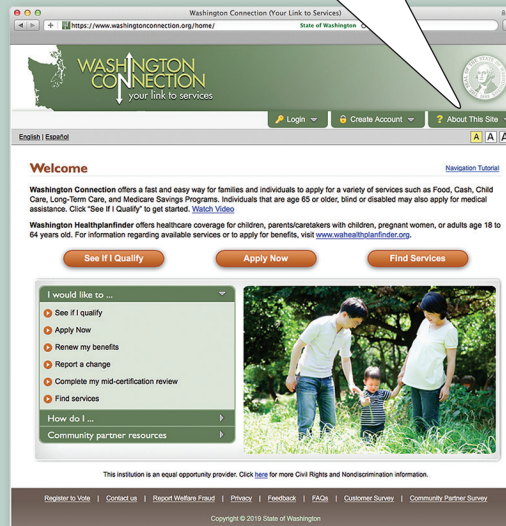 Washington Connection (Your Link to Services)
https://www.washingtonconnection.org/home/
State of Washington
WASHINGTON
CONNECTION
your link to services
Login
Create Account
? About This Site
English | Español
A A A
Welcome
Navigation Tutorial
Washington Connection offers a fast and easy way for families and individuals to apply for a variety of services such as Food, Cash, Child
Care, Long-Term Care, and Medicare Savings Programs. Individuals that are age 65 or older, blind or disabled may also apply for medical
assistance. Click "See If I Qualify" to get started. Watch Video
Washington Healthplanfinder offers healthcare coverage for children, parents/caretakers with children, pregnant women, or adults age 18 to
64 years old. For information regarding available services or to apply for benefits, visit www.wahealthplanfinder.org.
See If I Qualify
Apply Now
Find Services
I would like to ...
See if I qualify
Apply Now
Renew my benefits
Report a change
Complete my mid-certification review
Find services
How do I ...
Community partner resources
This institution is an equal opportunity provider. Click here for more Civil Rights and Nondiscrimination information.
Register to Vote | Contact us | Report Welfare Fraud | Privacy | Feedback | FAQs | Customer Survey | Community Partner Survey
Copyright © 2019 State of Washington